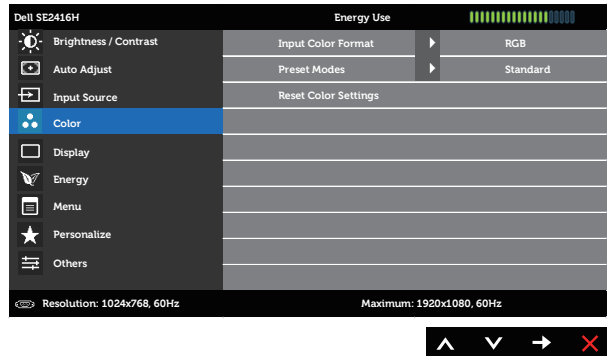 Dell SE2416H Energy Use
Brightness / Contrast Input Color Format RGB
Auto Adjust Preset Modes Standard
Input Source Reset Color Settings
Color
Display
Energy
Menu
Personalize
Others
Resolution: 1024x768, 60Hz Maximum: 1920x1080, 60Hz